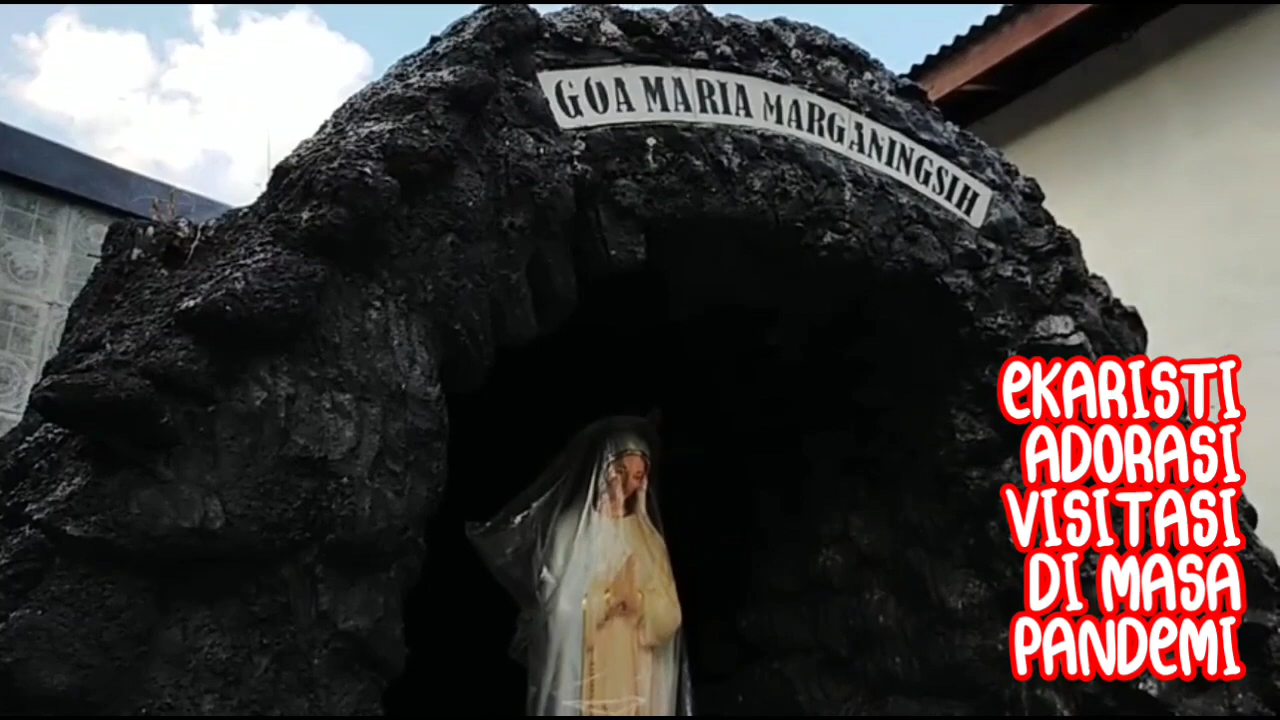 GOA MARIA MARGANINGSIH
EKARISTI
ADORASI
VISITASI
DI MASA
PANDEMI